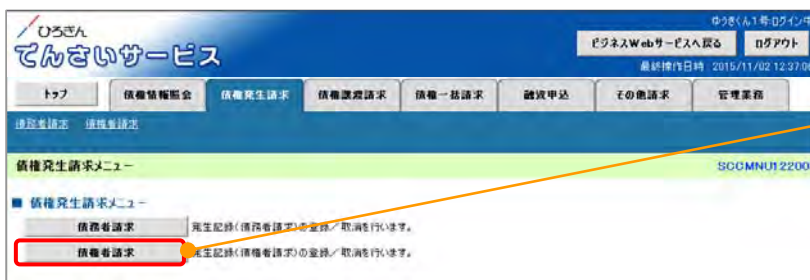 ひろぎん
でんさいサービス
ゆうぎん1号:ログイン中
ビジネスWebサービスへ戻る
ログアウト
最終操作日時:2015/11/02 12:37:06
トップ
債権情報照会
債権発生請求
債権譲渡請求
債権一括請求
融資申込
その他請求
管理業務
債務者請求 債権者請求
債権発生請求メニュー
SCCMNU12200
■ 債権発生請求メニュー
債務者請求
発生記録(債務者請求)の登録/取消を行います。
債権者請求
発生記録(債権者請求)の登録/取消を行います。